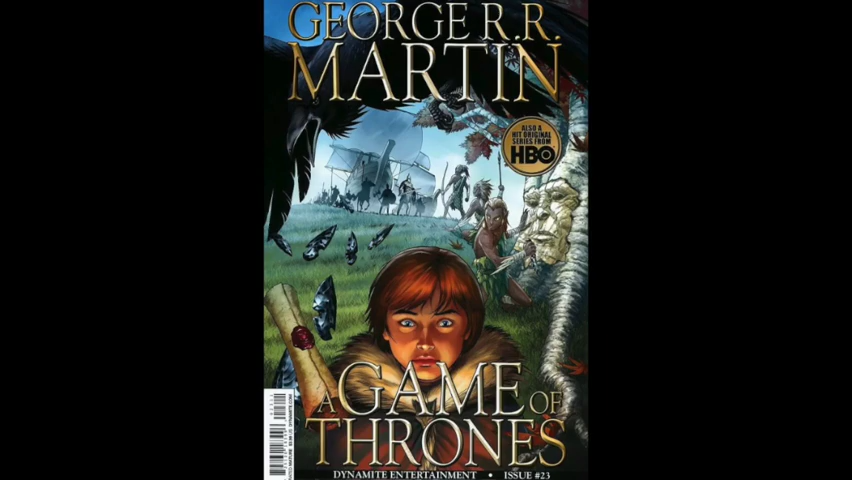 GEORGE R.R.
MARTIN
ALSO A
HIT ORIGINAL
SERIES FROM
HBO
A GAME OF
THRONES
DYNAMITE ENTERTAINMENT • ISSUE #23